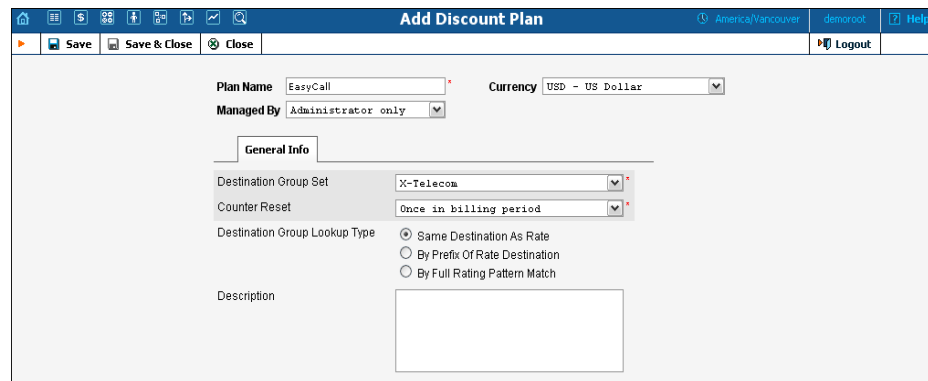 Add Discount Plan
America/Vancouver
demoroot
? Help
Save
Save & Close
Close
Logout
Plan Name EasyCall * Currency USD - US Dollar
Managed By Administrator only
General Info
Destination Group Set X-Telecom *
Counter Reset Once in billing period *
Destination Group Lookup Type Same Destination As Rate
By Prefix Of Rate Destination
By Full Rating Pattern Match
Description